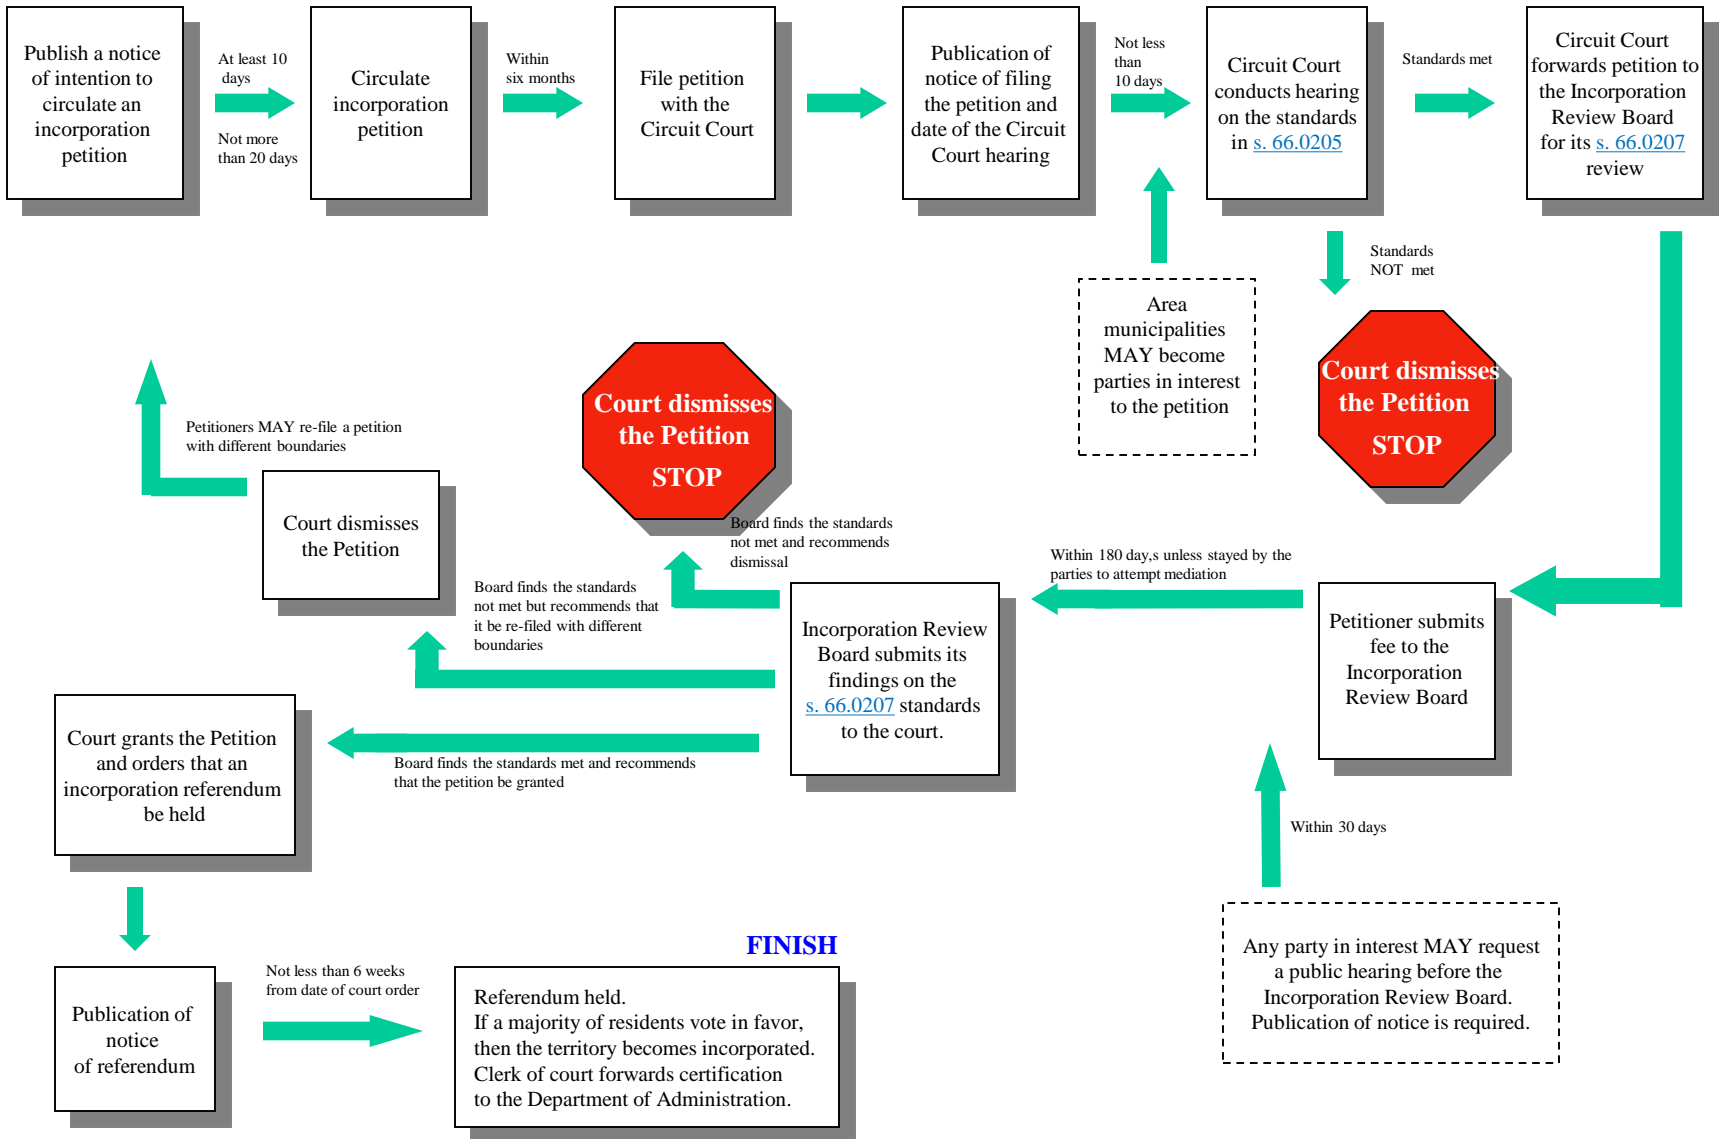 Publish a notice
of intention to
circulate an
incorporation
petition
At least 10
days
Not more
than 20 days
Circulate
incorporation
petition
Within
six months
File petition
with the
Circuit Court
Publication of
notice of filing
the petition and
date of the Circuit
Court hearing
Not less
than
10 days
Circuit Court
conducts hearing
on the standards
in s. 66.0205
Standards met
Circuit Court
forwards petition to
the Incorporation
Review Board
for its s. 66.0207
review
Area
municipalities
MAY become
parties in interest
to the petition
Standards
NOT met
Court dismisses
the Petition
STOP
Court dismisses
the Petition
STOP
Petitioners MAY re-file a petition
with different boundaries
Court dismisses
the Petition
Board finds the standards
not met and recommends
dismissal
Board finds the standards
not met but recommends that
it be re-filed with different
boundaries
Within 180 day,s unless stayed by the
parties to attempt mediation
Incorporation Review
Board submits its
findings on the
s. 66.0207 standards
to the court.
Petitioner submits
fee to the
Incorporation
Review Board
Court grants the Petition
and orders that an
incorporation referendum
be held
Board finds the standards met and recommends
that the petition be granted
Within 30 days
Any party in interest MAY request
a public hearing before the
Incorporation Review Board.
Publication of notice is required.
Publication of
notice
of referendum
Not less than 6 weeks
from date of court order
FINISH
Referendum held.
If a majority of residents vote in favor,
then the territory becomes incorporated.
Clerk of court forwards certification
to the Department of Administration.